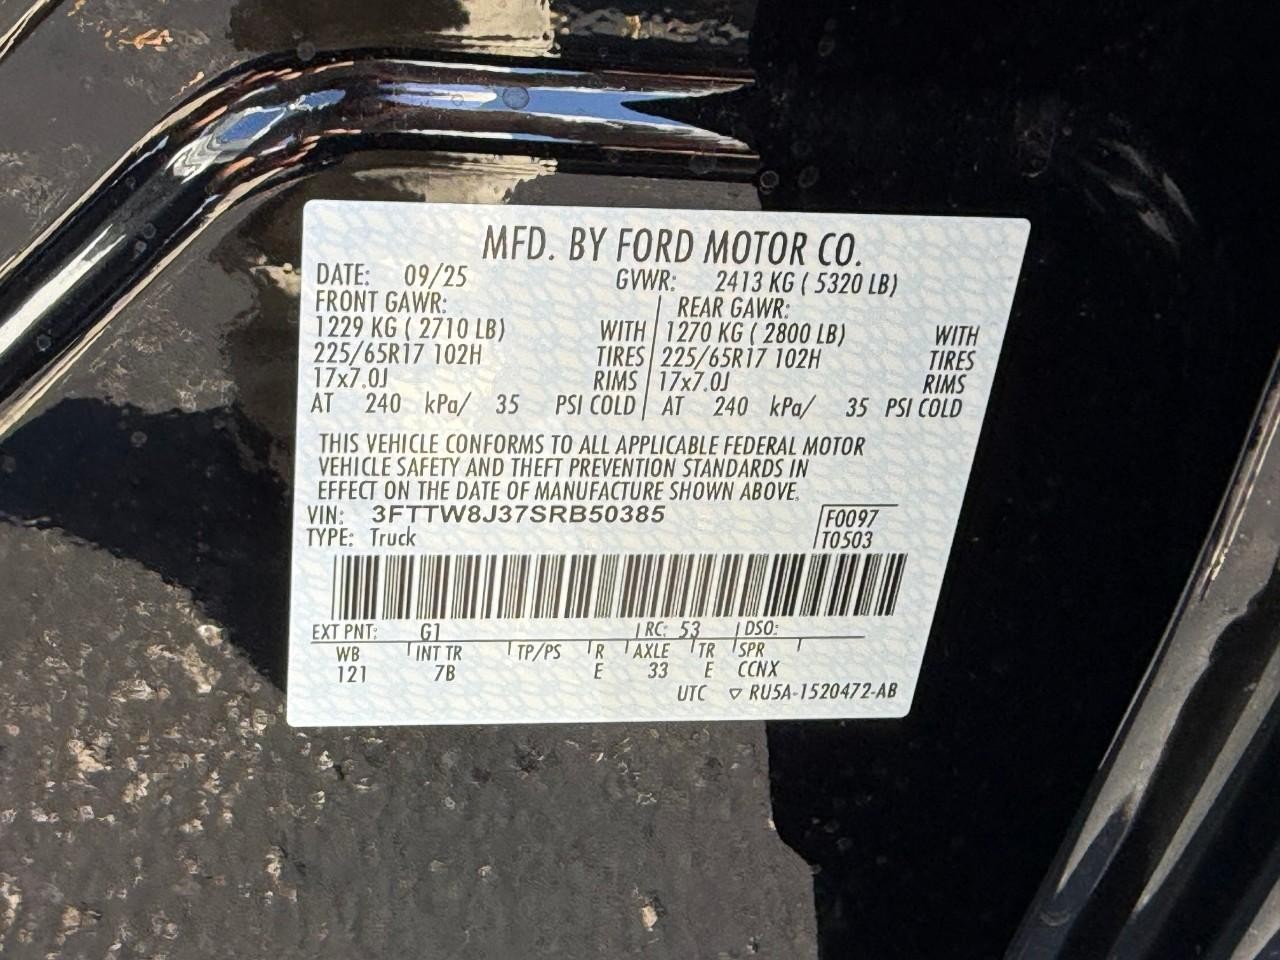 MFD. BY FORD MOTOR CO.
DATE: 09/25 GVWR: 2413 KG ( 5320 LB)
FRONT GAWR: REAR GAWR:
1229 KG ( 2710 LB) WITH 1270 KG ( 2800 LB) WITH
225/65R17 102H TIRES 225/65R17 102H TIRES
17x7.0J RIMS 17x7.0J RIMS
AT 240 kPa/ 35 PSI COLD AT 240 kPa/ 35 PSI COLD
THIS VEHICLE CONFORMS TO ALL APPLICABLE FEDERAL MOTOR
VEHICLE SAFETY AND THEFT PREVENTION STANDARDS IN
EFFECT ON THE DATE OF MANUFACTURE SHOWN ABOVE.
VIN: 3FTTW8J37SRB50385 F0097
TYPE: Truck T0503
EXT PNT: G1 RC: 53 DSO:
WB INT TR TP/PS R AXLE TR SPR
121 7B E 33 E CCNX
UTC ▽ RU5A-1520472-AB